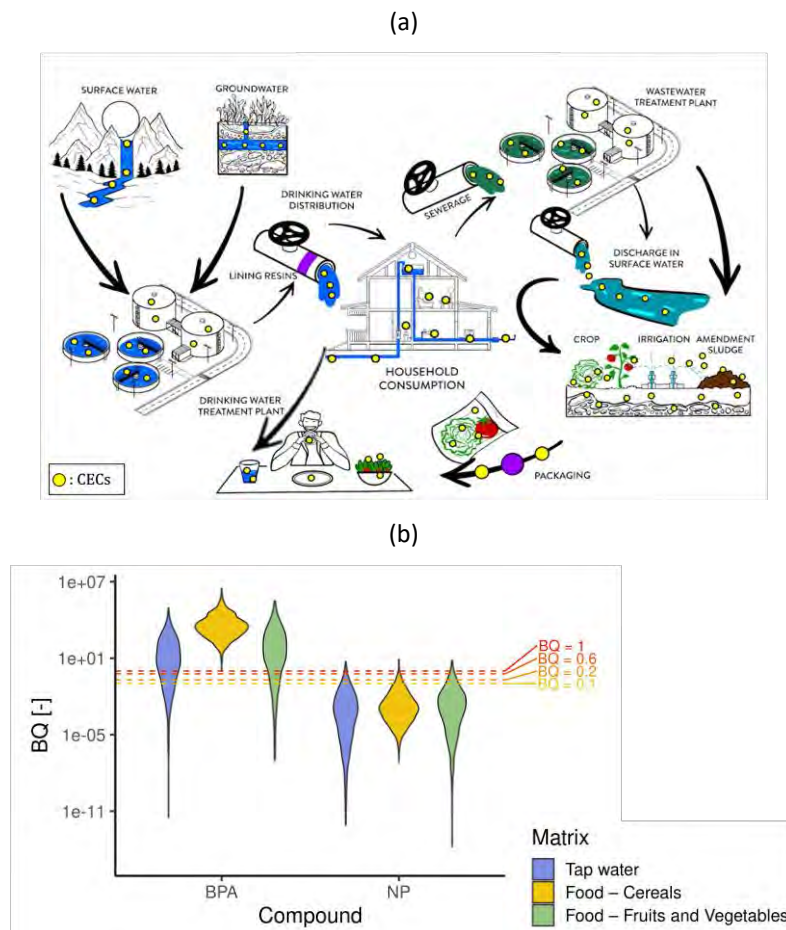 (a)
SURFACE WATER
GROUNDWATER
WASTEWATER
TREATMENT PLANT
DRINKING WATER
DISTRIBUTION
SEWERAGE
LINING RESINS
DISCHARGE IN
SURFACE WATER
CROP
IRRIGATION
AMENDMENT
SLUDGE
HOUSEHOLD
CONSUMPTION
DRINKING WATER
TREATMENT PLANT
PACKAGING
: CECs
(b)
1e+07
1e+01
1e-05
1e-11
BQ [-]
BQ = 1
BQ = 0.6
BQ = 0.2
BQ = 0.1
BPA
NP
Compound
Matrix
Tap water
Food – Cereals
Food – Fruits and Vegetables